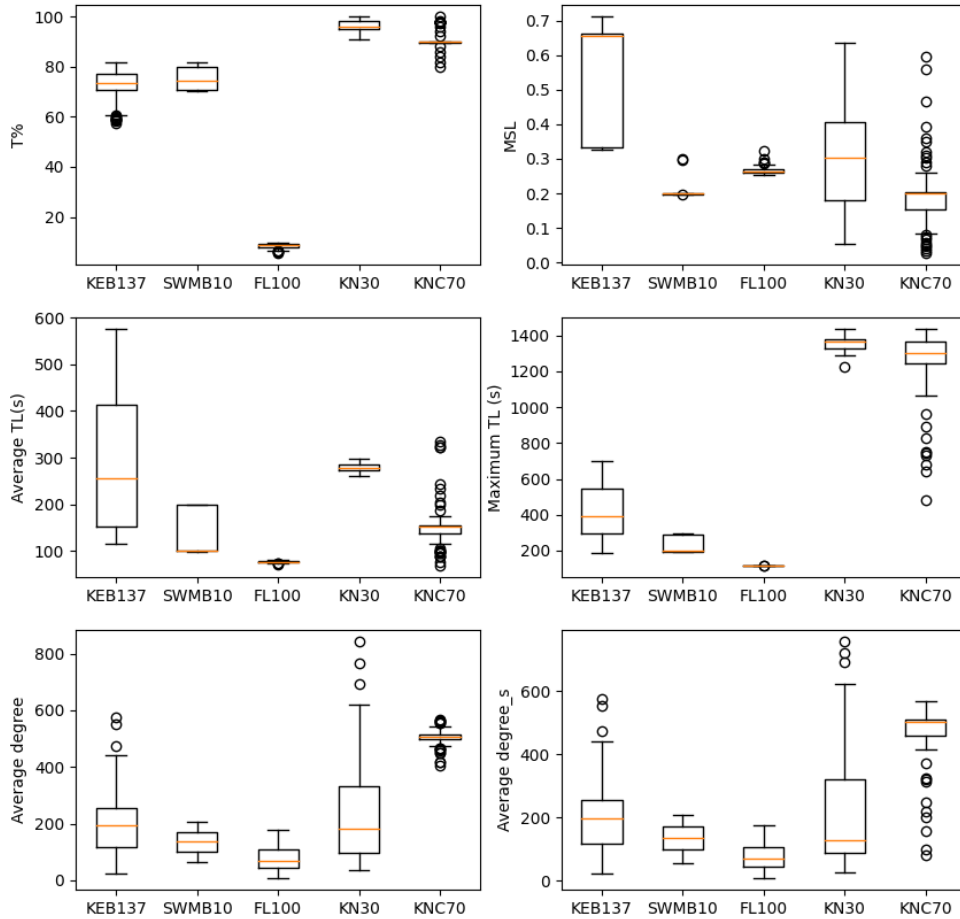 T%
100
80
60
40
20
KEB137 SWMB10 FL100 KN30 KNC70
MSL
0.7
0.6
0.5
0.4
0.3
0.2
0.1
0.0
KEB137 SWMB10 FL100 KN30 KNC70
Average TL(s)
600
500
400
300
200
100
KEB137 SWMB10 FL100 KN30 KNC70
Maximum TL (s)
1400
1200
1000
800
600
400
200
KEB137 SWMB10 FL100 KN30 KNC70
Average degree
800
600
400
200
0
KEB137 SWMB10 FL100 KN30 KNC70
Average degree_s
600
400
200
0
KEB137 SWMB10 FL100 KN30 KNC70